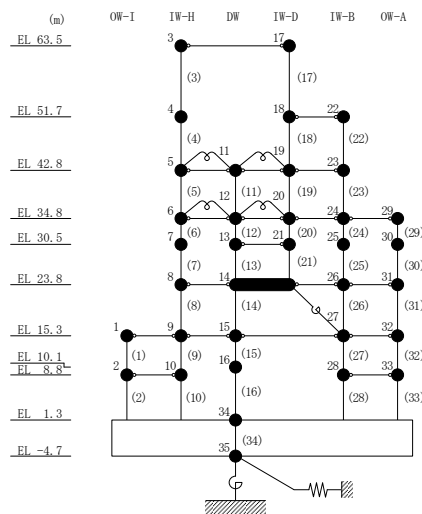 (m) OW-I IW-H DW IW-D IW-B OW-A
EL 63.5 3 17
(3) (17)
EL 51.7 4 18 22
(4) 11 (18) (22)
EL 42.8 5 19 23
(5) 12 (11) 20 (19) (23)
EL 34.8 6 24 29
(6) (12) (20) (24) (29)
EL 30.5 7 13 21 25 30
(7) (13) (21) (25) (30)
EL 23.8 8 14 26 31
(8) (14) 27 (26) (31)
EL 15.3 1 9 15 32
(1) (9) (15) (27) (32)
EL 10.1 16
EL 8.8 2 10 28 33
(2) (10) (16) (28) (33)
EL 1.3 34
(34)
EL -4.7 35